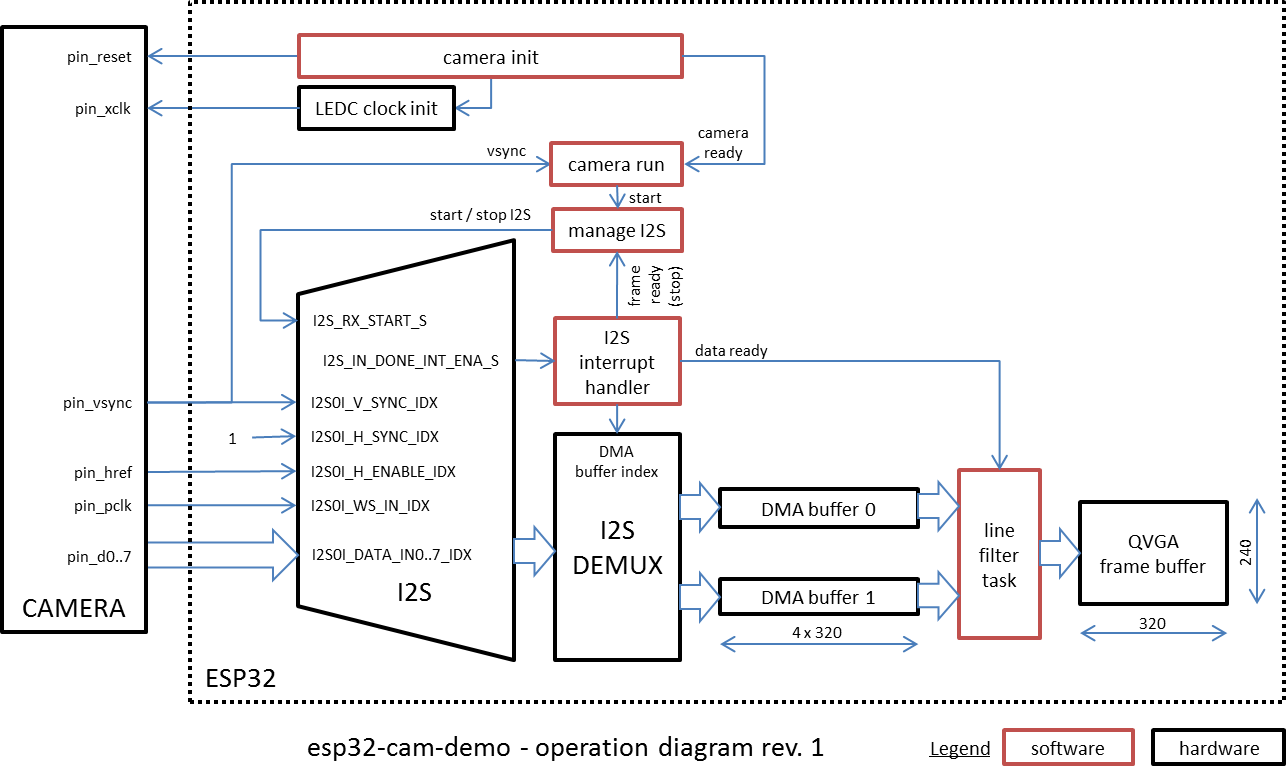 pin_reset
camera init
pin_xclk
LEDC clock init
camera
ready
vsync
camera run
start
start / stop I2S
manage I2S
frame
ready
(stop)
I2S_RX_START_S
I2S
interrupt
handler
data ready
I2S_IN_DONE_INT_ENA_S
pin_vsync
I2S0I_V_SYNC_IDX
1
I2S0I_H_SYNC_IDX
pin_href
I2S0I_H_ENABLE_IDX
pin_pclk
I2S0I_WS_IN_IDX
pin_d0..7
I2S0I_DATA_IN0..7_IDX
I2S
CAMERA
DMA
buffer index
I2S
DEMUX
DMA buffer 0
DMA buffer 1
4 x 320
line
filter
task
QVGA
frame buffer
240
320
ESP32
esp32-cam-demo - operation diagram rev. 1
Legend
software
hardware